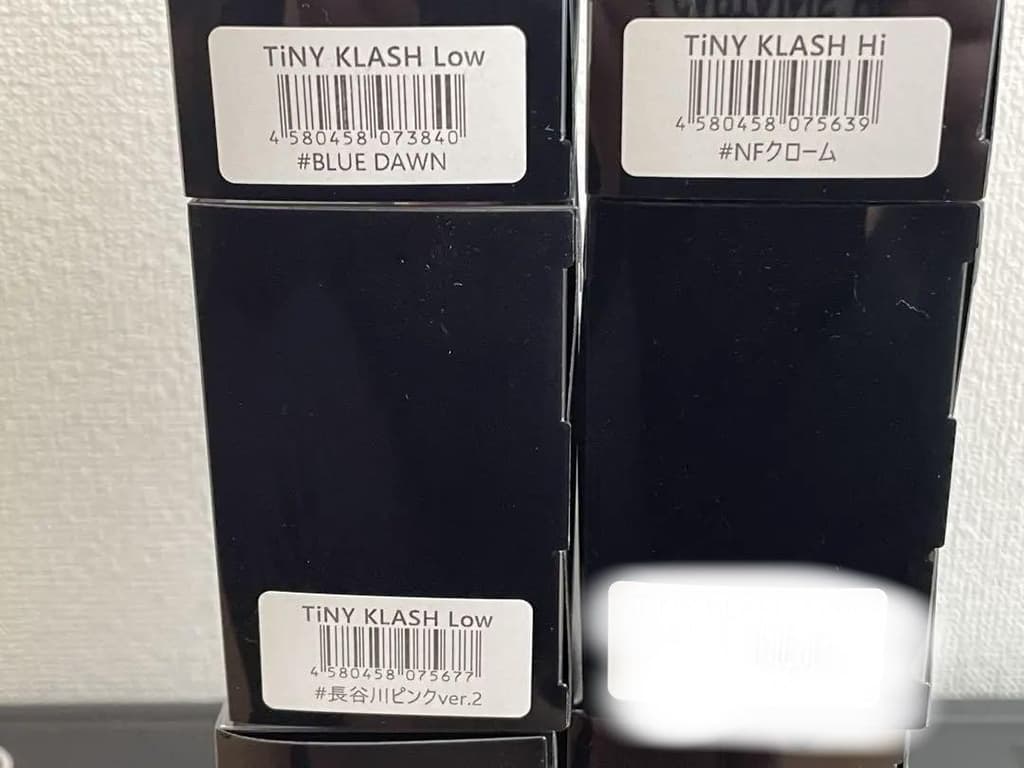 TiNY KLASH Low
4 580458 073840
#BLUE DAWN
TiNY KLASH Hi
4 580458 075639
#NFクローム
TiNY KLASH Low
4 580458 075677
#長谷川ピンクver.2